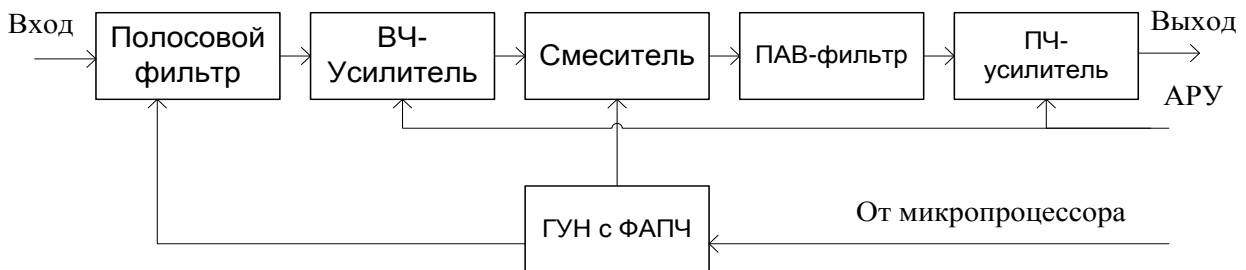 Вход
Полосовой
фильтр
ВЧ-
Усилитель
Смеситель
ПАВ-фильтр
ПЧ-
усилитель
Выход
АРУ
ГУН с ФАПЧ
От микропроцессора